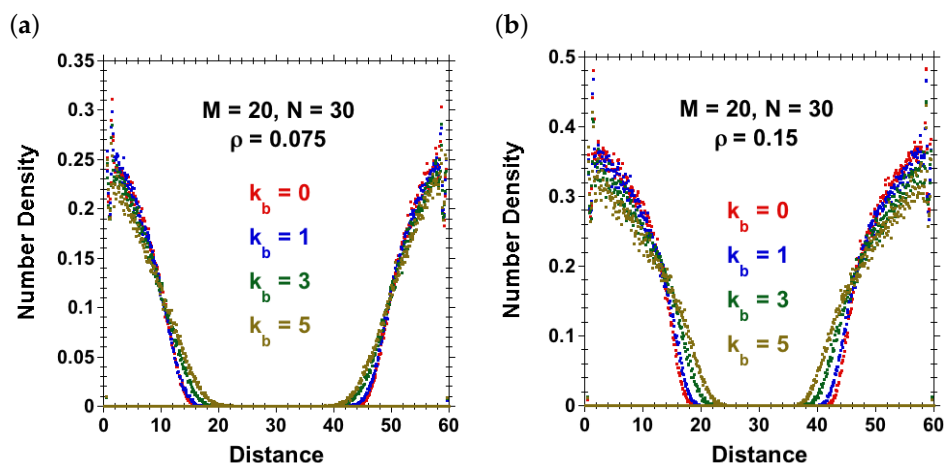 (a)
0.35
0.3
0.25
0.2
0.15
0.1
0.05
0
Number Density
M = 20, N = 30
ρ = 0.075
k_b = 0
k_b = 1
k_b = 3
k_b = 5
0 10 20 30 40 50 60
Distance
(b)
0.5
0.4
0.3
0.2
0.1
0
Number Density
M = 20, N = 30
ρ = 0.15
k_b = 0
k_b = 1
k_b = 3
k_b = 5
0 10 20 30 40 50 60
Distance